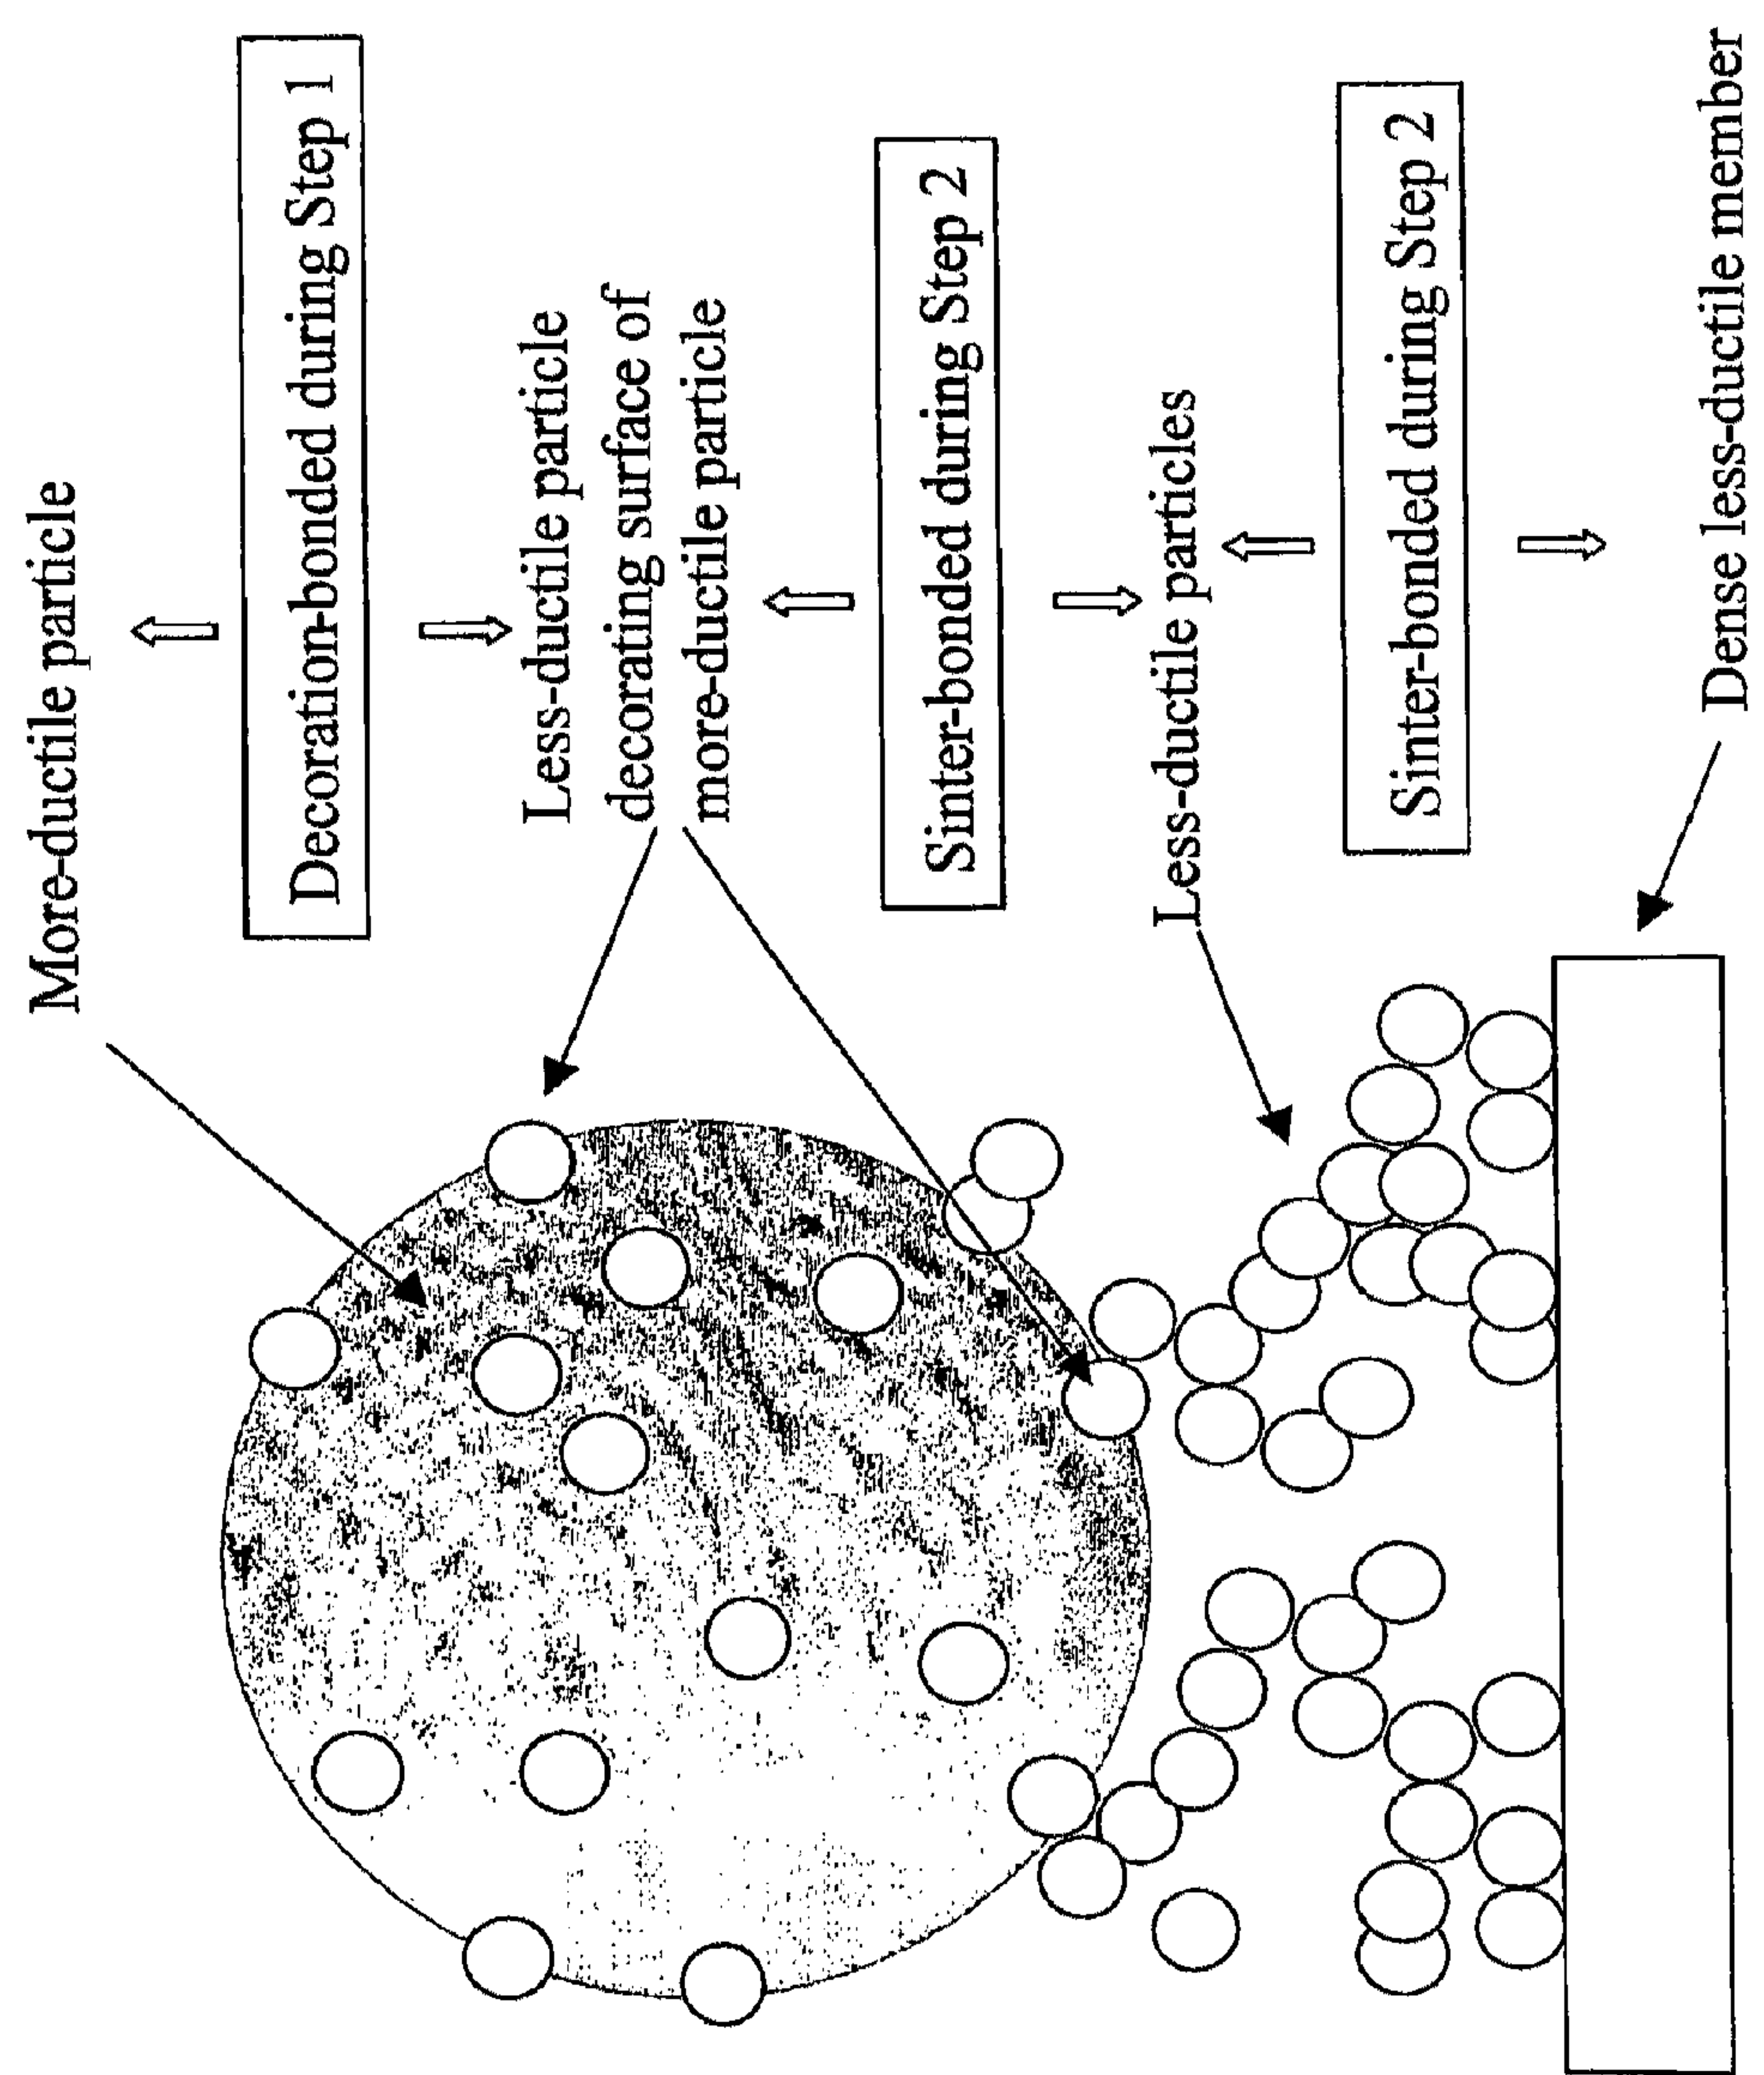 More-ductile particle
Decoration-bonded during Step 1
Less-ductile particle
decorating surface of
more-ductile particle
Sinter-bonded during Step 2
Less-ductile particles
Sinter-bonded during Step 2
Dense less-ductile member